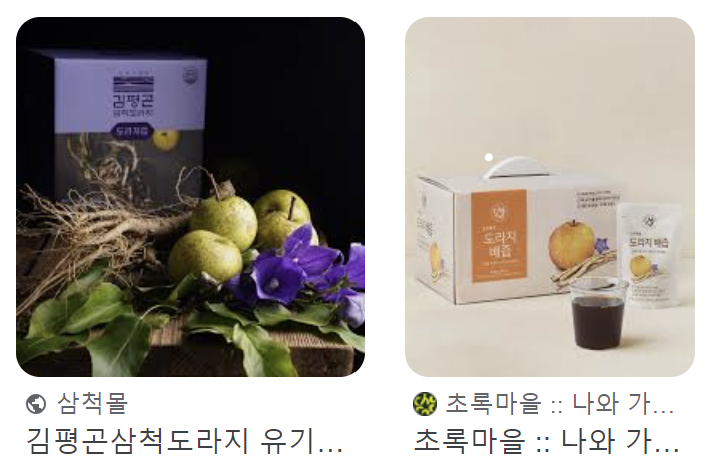 김평곤
삼척도라지
도라지즙
도라지
배즙
도라지 배즙
삼척몰
초록마을 :: 나와 가...
김평곤삼척도라지 유기...
초록마을 :: 나와 가...